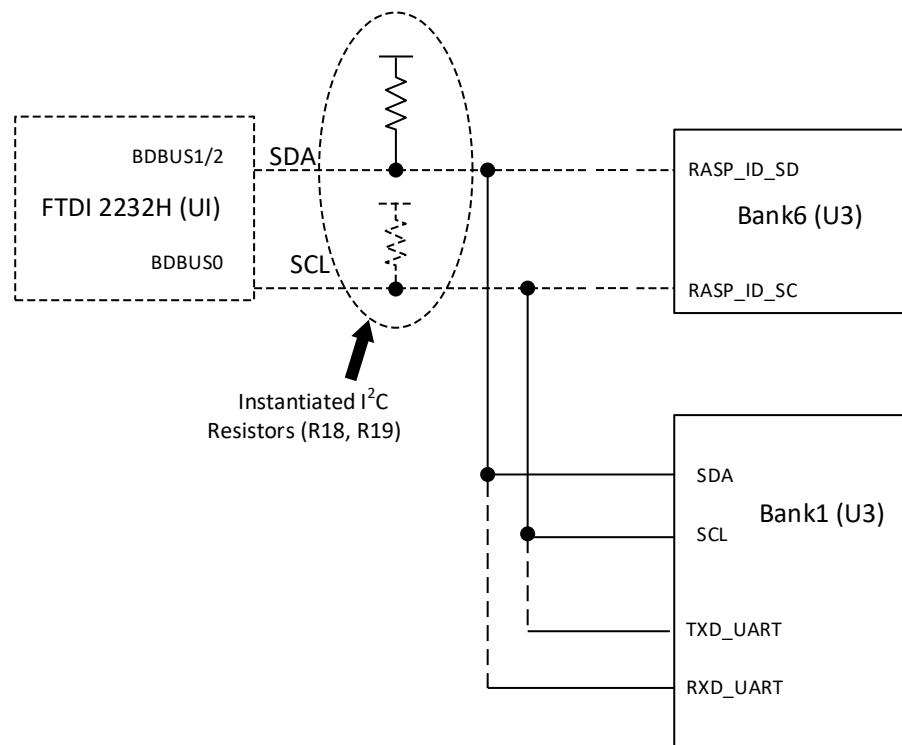 BDBUS1/2
SDA
FTDI 2232H (UI)
BDBUS0
SCL
RASP_ID_SD
Bank6 (U3)
RASP_ID_SC
Instantiated I²C
Resistors (R18, R19)
SDA
Bank1 (U3)
SCL
TXD_UART
RXD_UART